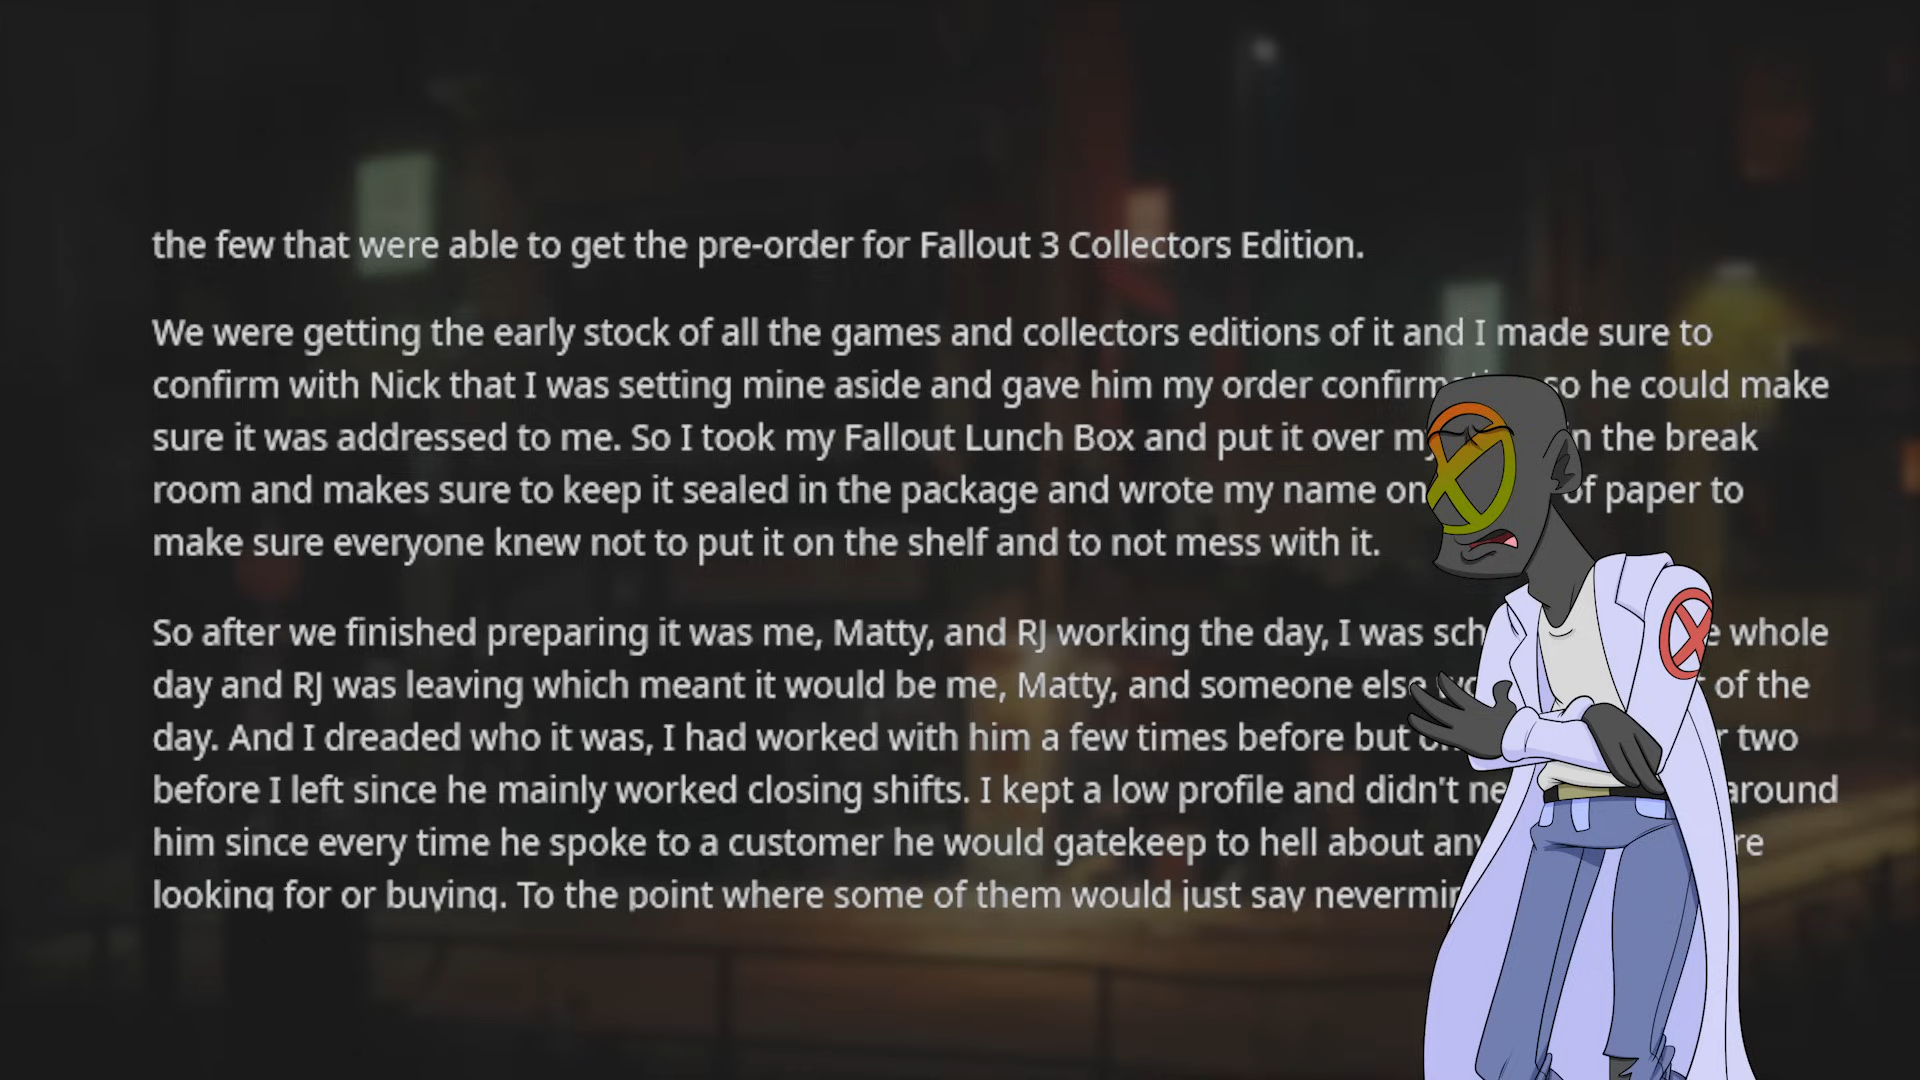 the few that were able to get the pre-order for Fallout 3 Collectors Edition.
We were getting the early stock of all the games and collectors editions of it and I made sure to
confirm with Nick that I was setting mine aside and gave him my order so he could make
sure it was addressed to me. So I took my Fallout Lunch Box and put it over in the break
room and makes sure to keep it sealed in the package and wrote my name on of paper to
make sure everyone knew not to put it on the shelf and to not mess with it.
So after we finished preparing it was me, Matty, and RJ working the day, I was whole
day and RJ was leaving which meant it would be me, Matty, and someone else of the
day. And I dreaded who it was, I had worked with him a few times before but two
before I left since he mainly worked closing shifts. I kept a low profile and didn't around
him since every time he spoke to a customer he would gatekeep to hell about
looking for or buying. To the point where some of them would just say